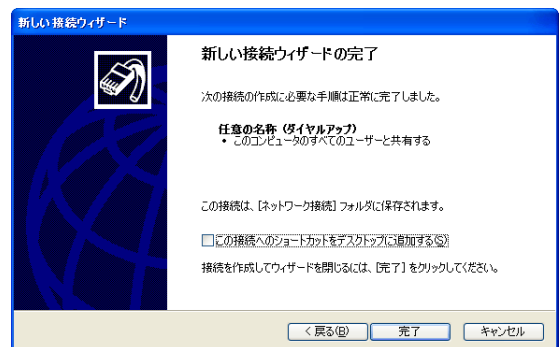 新しい接続ウィザード
新しい接続ウィザードの完了
次の接続の作成に必要な手順は正常に完了しました。
任意の名称 (ダイヤルアップ)
• このコンピュータのすべてのユーザーと共有する
この接続は、[ネットワーク接続] フォルダに保存されます。
この接続へのショートカットをデスクトップに追加する(S)
接続を作成してウィザードを閉じるには、[完了] をクリックしてください。
< 戻る(B)
完了
キャンセル